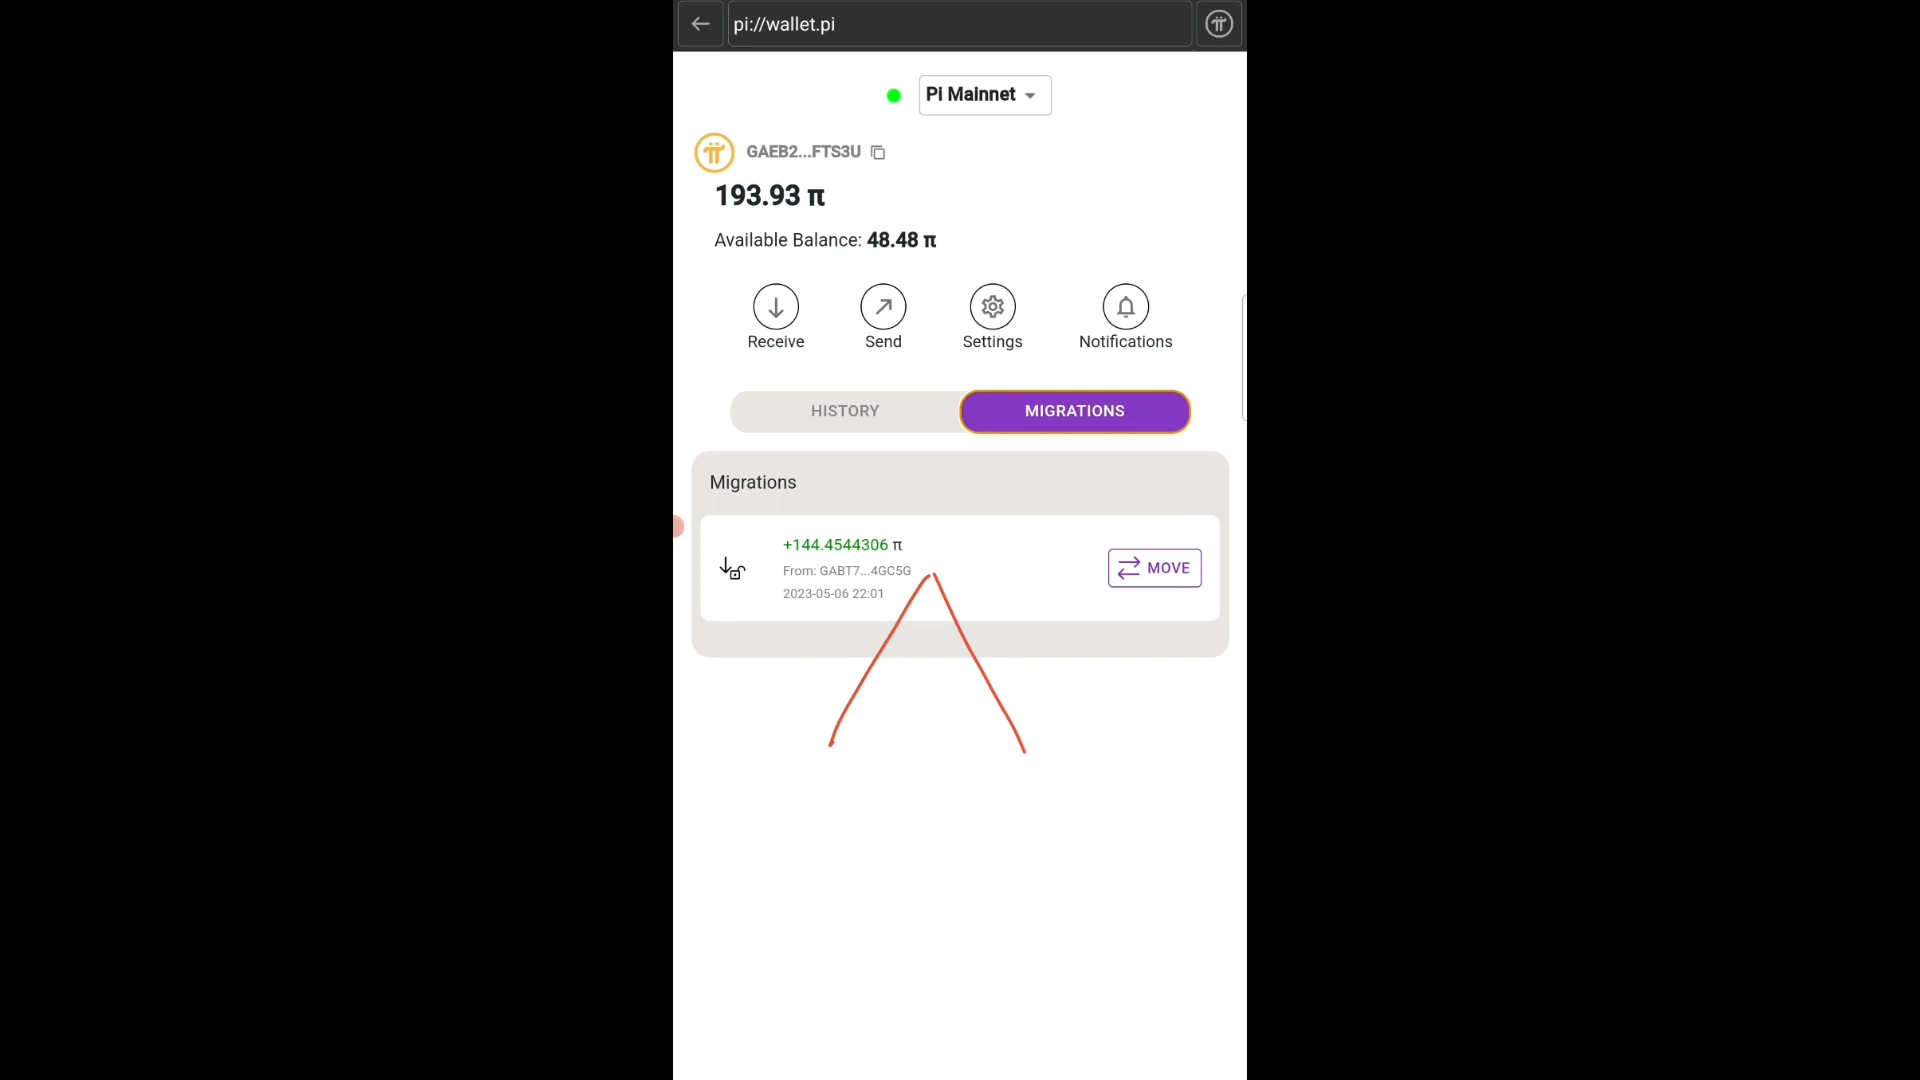 pi://wallet.pi
Pi Mainnet
GAEB2...FTS3U
193.93 π
Available Balance: 48.48 π
Receive Send Settings Notifications
HISTORY MIGRATIONS
Migrations
+144.4544306 π
From: GABT7...4GC5G
MOVE
2023-05-06 22:01